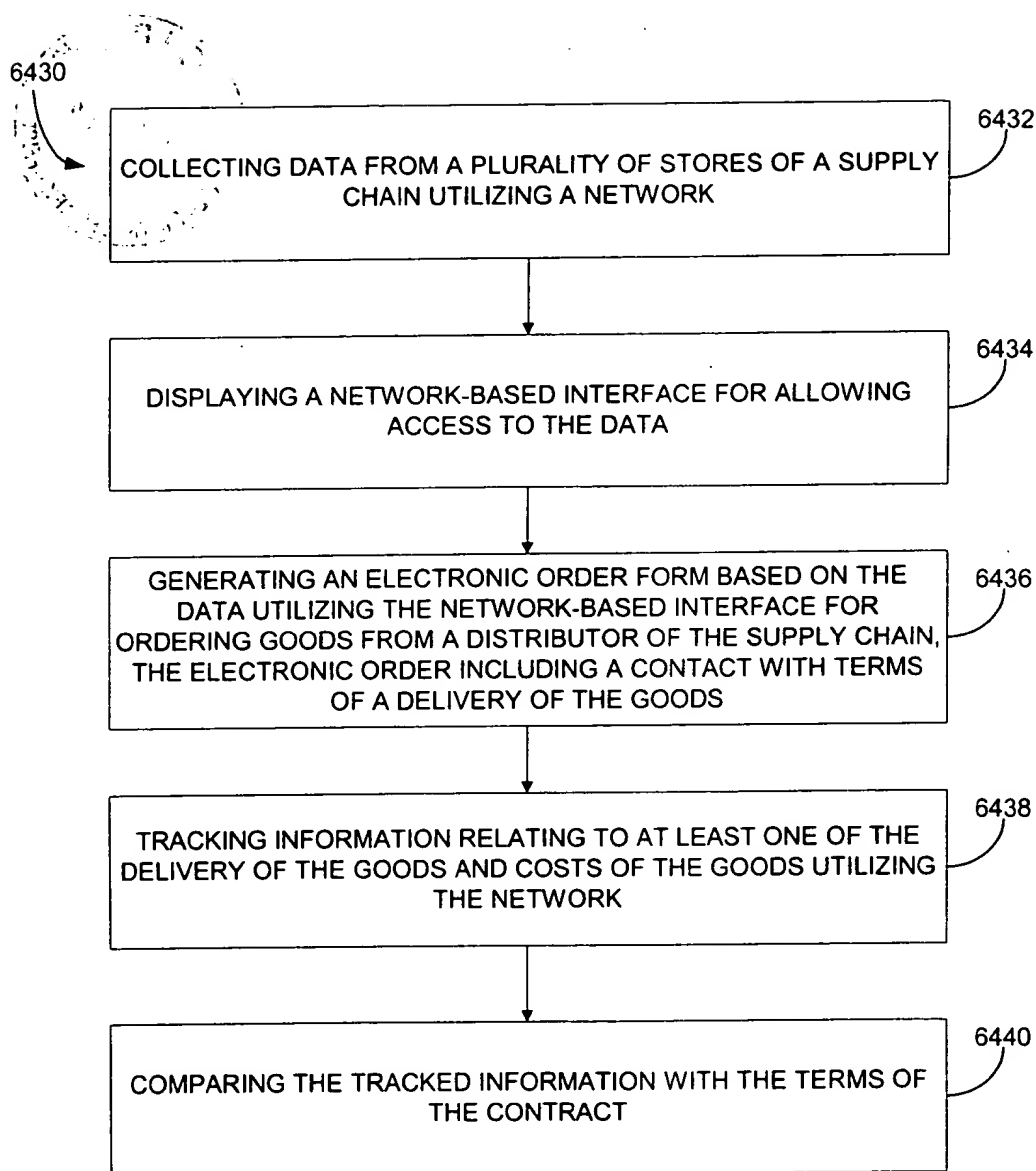 6430
6432
COLLECTING DATA FROM A PLURALITY OF STORES OF A SUPPLY
CHAIN UTILIZING A NETWORK
6434
DISPLAYING A NETWORK-BASED INTERFACE FOR ALLOWING
ACCESS TO THE DATA
6436
GENERATING AN ELECTRONIC ORDER FORM BASED ON THE
DATA UTILIZING THE NETWORK-BASED INTERFACE FOR
ORDERING GOODS FROM A DISTRIBUTOR OF THE SUPPLY CHAIN,
THE ELECTRONIC ORDER INCLUDING A CONTACT WITH TERMS
OF A DELIVERY OF THE GOODS
6438
TRACKING INFORMATION RELATING TO AT LEAST ONE OF THE
DELIVERY OF THE GOODS AND COSTS OF THE GOODS UTILIZING
THE NETWORK
6440
COMPARING THE TRACKED INFORMATION WITH THE TERMS OF
THE CONTRACT